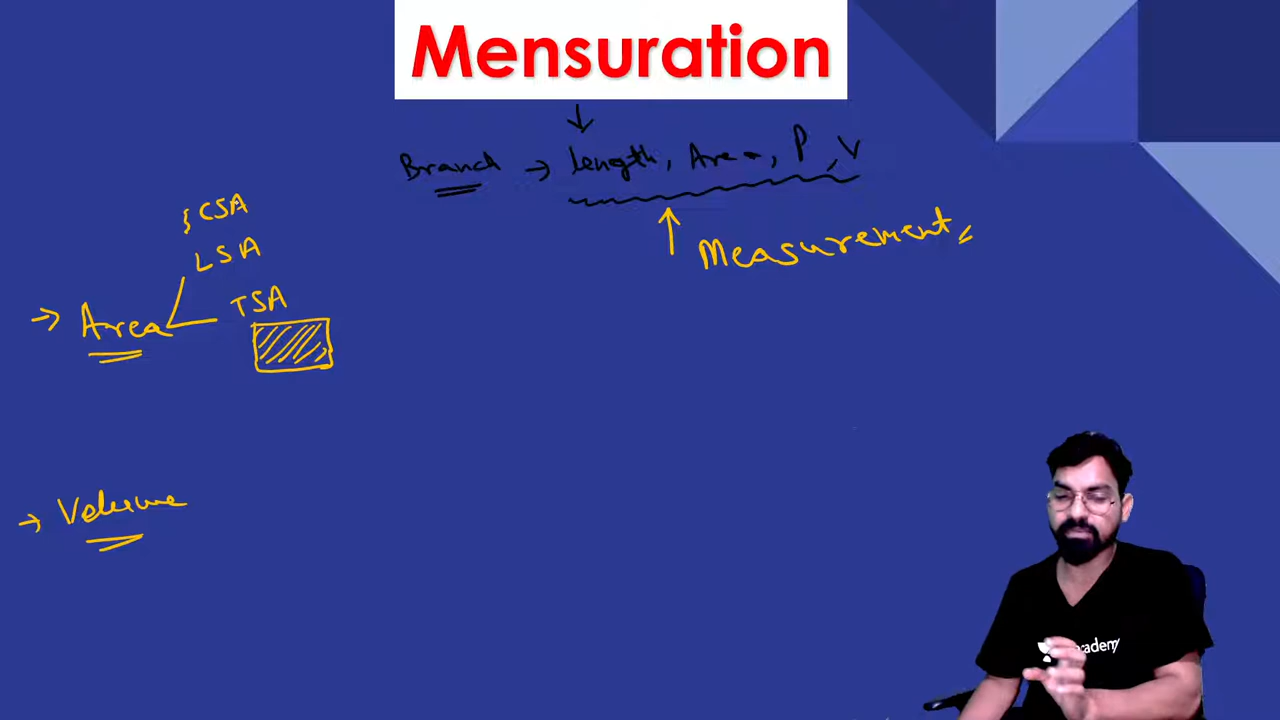 Mensuration
Branch → length, Area, P, V
Measurement
CSA
LSA
TSA
→ Area
→ Volume